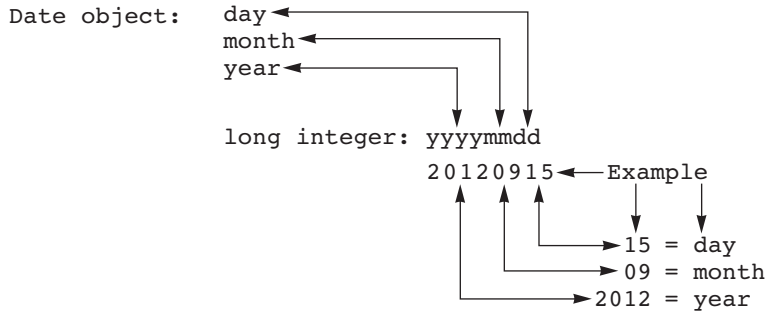 Date object: day
month
year
long integer: yyyymmdd
20120915 Example
15 = day
09 = month
2012 = year